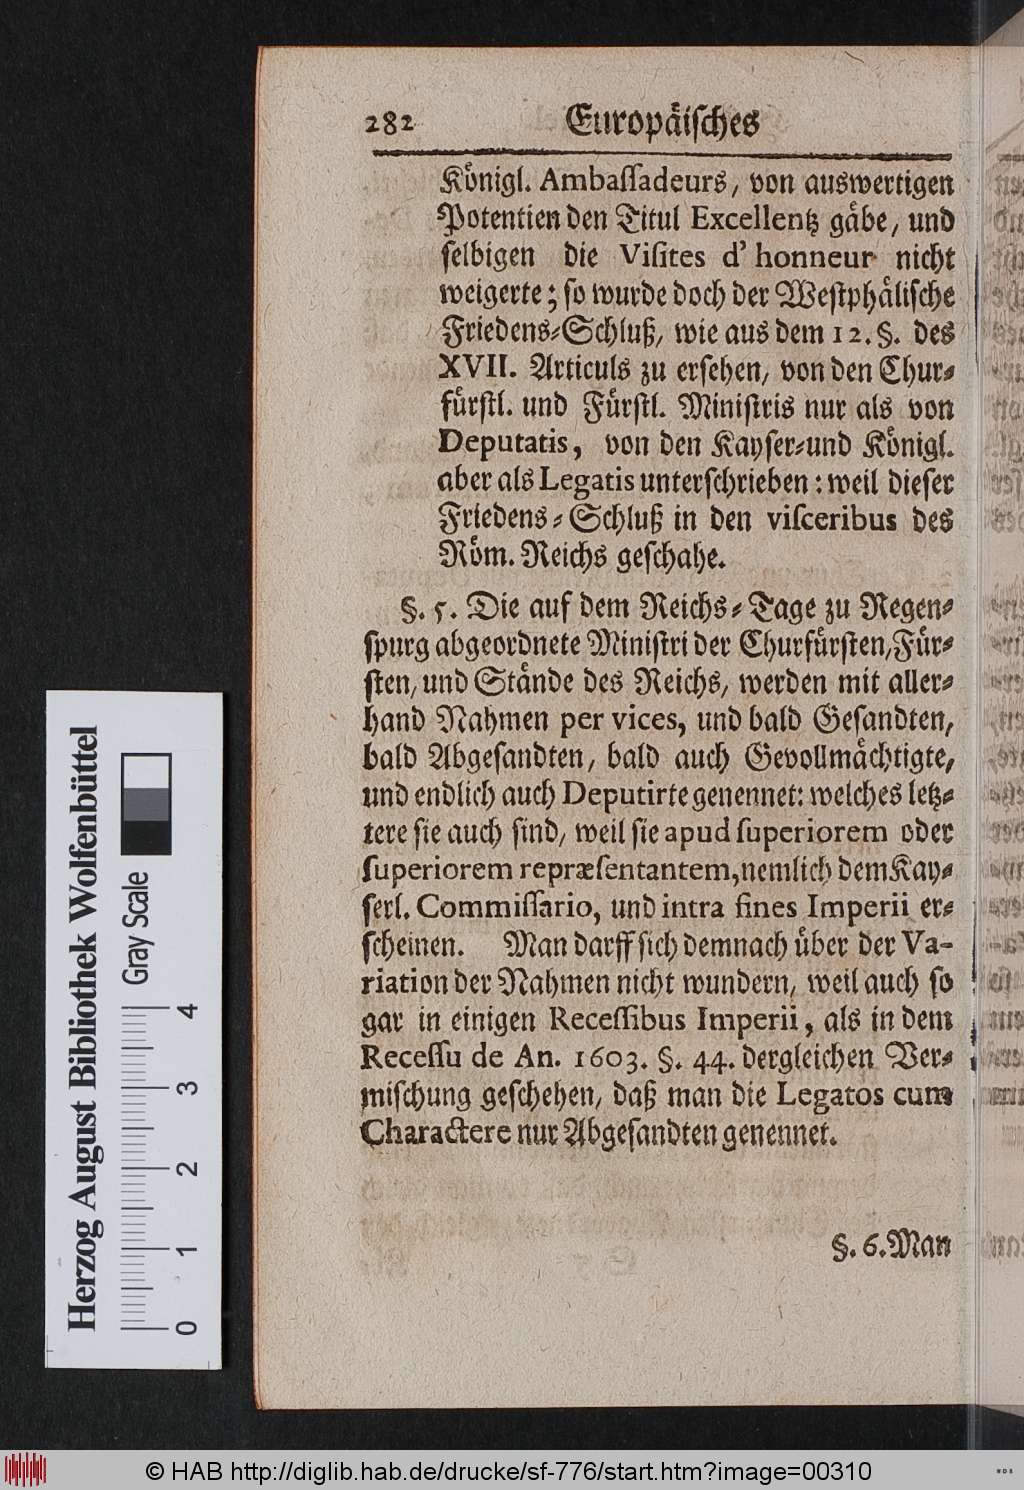 282 Europäiſches
Königl. Ambaſſadeurs, von auswertigen
Potentien den Titul Excellentz gäbe, und
ſelbigen die Viſites d' honneur nicht
weigerte; ſo wurde doch der Weſtphäliſche
Friedens-Schluß, wie aus dem 12. §. des
XVII. Articuls zu erſehen, von den Chur-
fürſtl. und Fürſtl. Miniſtris nur als von
Deputatis, von den Kayſer-und Königl.
aber als Legatis unterſchrieben: weil dieſer
Friedens-Schluß in den viſceribus des
Röm. Reichs geſchahe.
§. 5. Die auf dem Reichs-Tage zu Regen-
ſpurg abgeordnete Miniſtri der Churfürſten, Für-
ſten, und Stände des Reichs, werden mit aller-
hand Nahmen per vices, und bald Geſandten,
bald Abgeſandten, bald auch Gevollmächtigte,
und endlich auch Deputirte genennet: welches letz-
tere ſie auch ſind, weil ſie apud ſuperiorem oder
ſuperiorem repræſentantem, nemlich dem Kay-
ſerl. Commiſſario, und intra fines Imperii er-
ſcheinen. Man darff ſich demnach über der Va-
riation der Nahmen nicht wundern, weil auch ſo
gar in einigen Receſſibus Imperii, als in dem
Receſſu de An. 1603. §. 44. dergleichen Ver-
miſchung geſchehen, daß man die Legatos cum
Charactere nur Abgeſandten genennet.
§. 6. Man
Herzog August Bibliothek Wolfenbüttel
Gray Scale
0 1 2 3 4
© HAB http://diglib.hab.de/drucke/sf-776/start.htm?image=00310